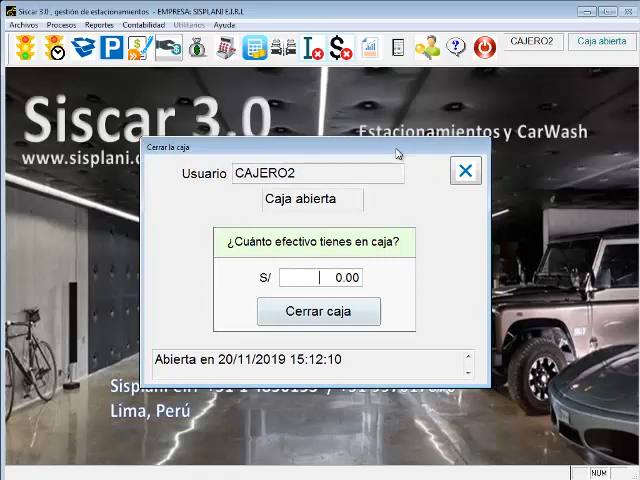 Siscar 3.0 , gestión de estacionamientos - EMPRESA: SISPLANI E.I.R.L
Archivos Procesos Reportes Contabilidad Utilitarios Ayuda
CAJERO2 Caja abierta
Siscar 3.0
Estacionamientos y CarWash
www.sisplani.
Cerrar la caja
Usuario CAJERO2
Caja abierta
¿Cuánto efectivo tienes en caja?
S/ 0.00
Cerrar caja
Abierta en 20/11/2019 15:12:10
Lima, Perú
NUM